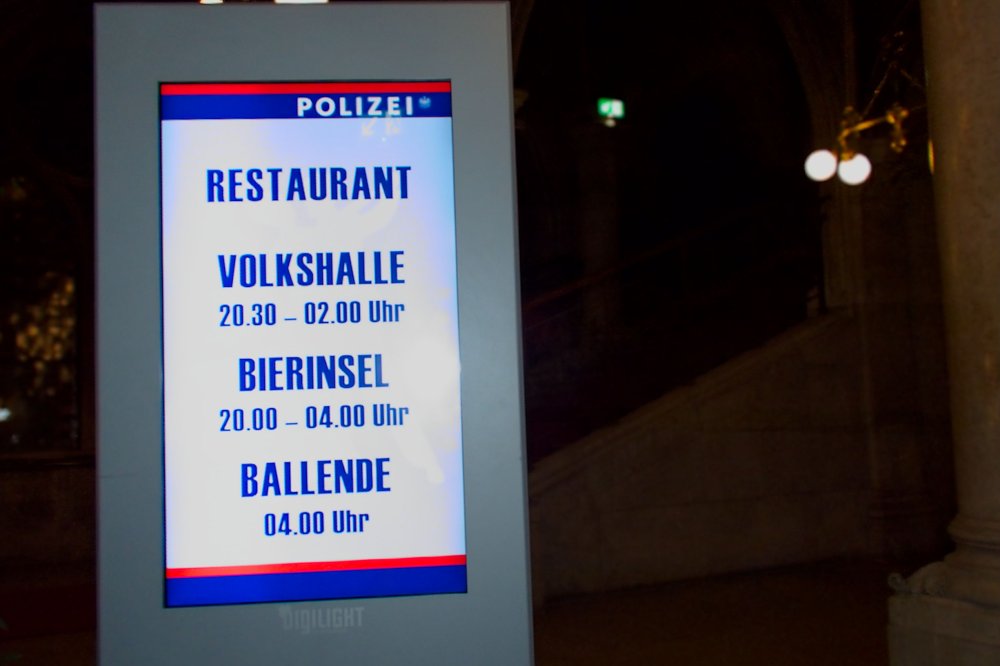 POLIZEI
RESTAURANT
VOLKSHALLE
20.30 – 02.00 Uhr
BIERINSEL
20.00 – 04.00 Uhr
BALLENDE
04.00 Uhr
DIGILIGHT